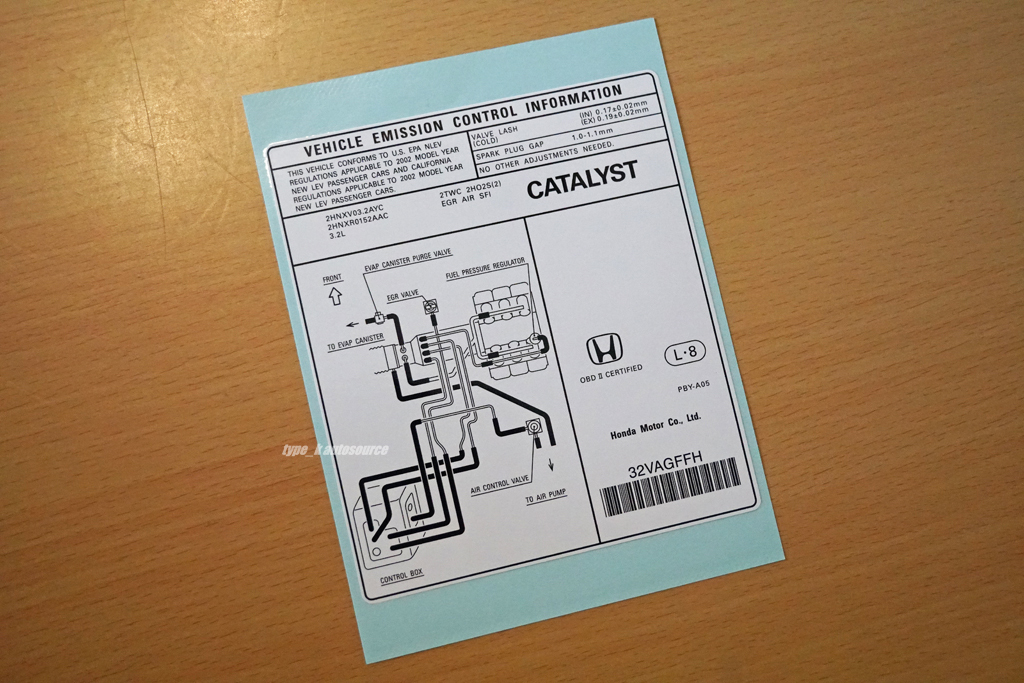 VEHICLE EMISSION CONTROL INFORMATION
THIS VEHICLE CONFORMS TO U.S. EPA NLEV
REGULATIONS APPLICABLE TO 2002 MODEL YEAR
NEW LEV PASSENGER CARS AND CALIFORNIA
REGULATIONS APPLICABLE TO 2002 MODEL YEAR
NEW LEV PASSENGER CARS.
VALVE LASH (IN) 0.17±0.02mm
(COLD) (EX) 0.19±0.02mm
SPARK PLUG GAP 1.0-1.1mm
NO OTHER ADJUSTMENTS NEEDED.
2HNXV03.2AYC 2TWC 2HO2S(2)
2HNXR0152AAC EGR AIR SFI
3.2L
CATALYST
FRONT
EVAP CANISTER PURGE VALVE
FUEL PRESSURE REGULATOR
EGR VALVE
TO EVAP CANISTER
AIR CONTROL VALVE
TO AIR PUMP
CONTROL BOX
OBD II CERTIFIED
L·8
PBY-A05
Honda Motor Co., Ltd.
32VAGFFH
type_k autosource